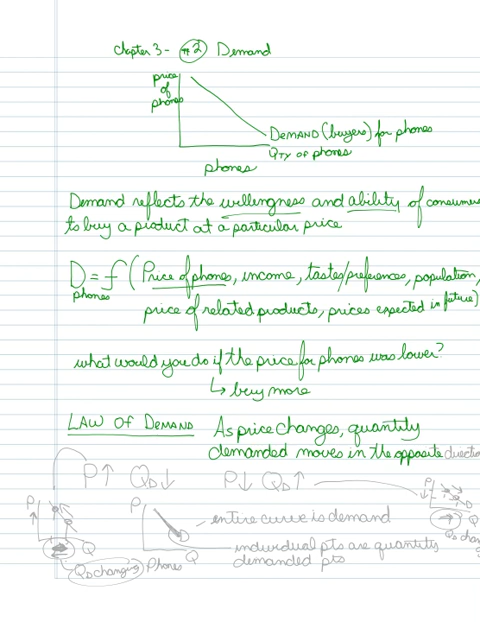 Chapter 3 - #2 Demand
price
of
phones
DEMAND (buyers) for phones
QTY OF phones
phones
Demand reflects the willingness and ability of consumers
to buy a product at a particular price
D = f ( Price of phones, income, tastes/preferences, population,
phones
price of related products, prices expected in future)
what would you do if the price for phones was lower?
↳ buy more
LAW OF DEMAND As price changes, quantity
demanded moves in the opposite direction
P↑ QD↓ P↓ QD↑
P
Q
QD changing Phones
P
D
Q
entire curve is demand
individual pts are quantity
demanded pts
P↓
D
Q